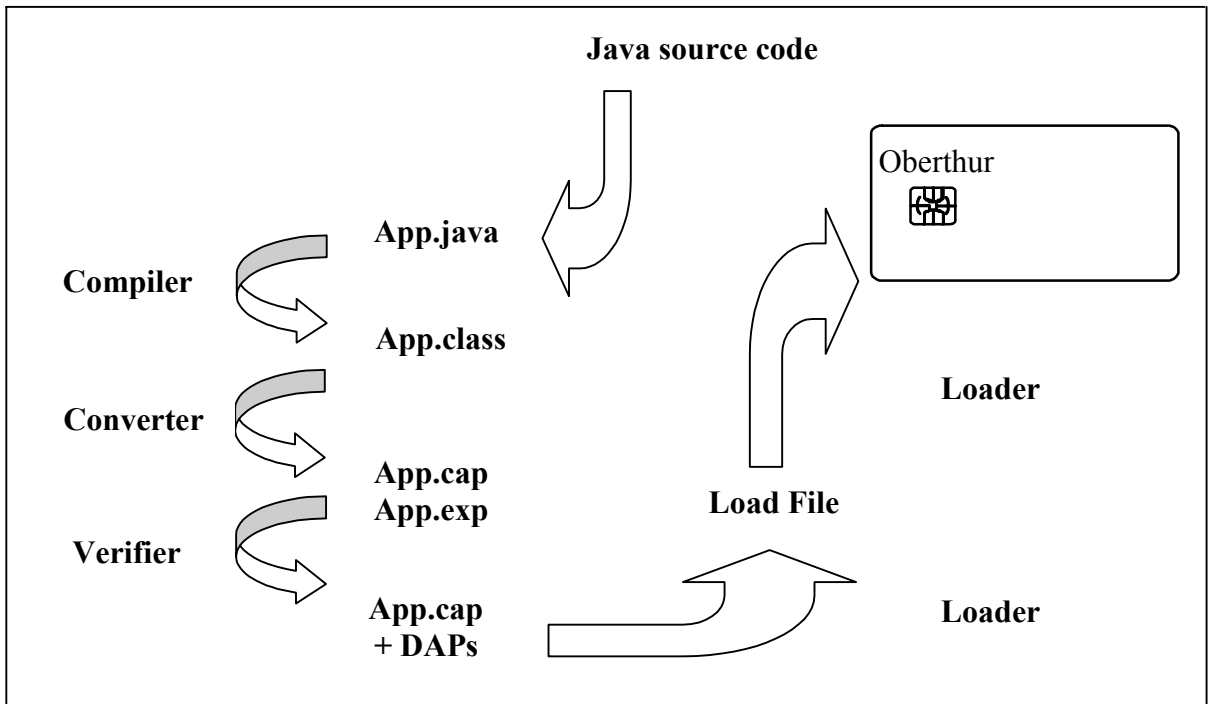 Java source code
Oberthur
App.java
Compiler
App.class
Loader
Converter
App.cap
App.exp
Load File
Verifier
App.cap
+ DAPs
Loader